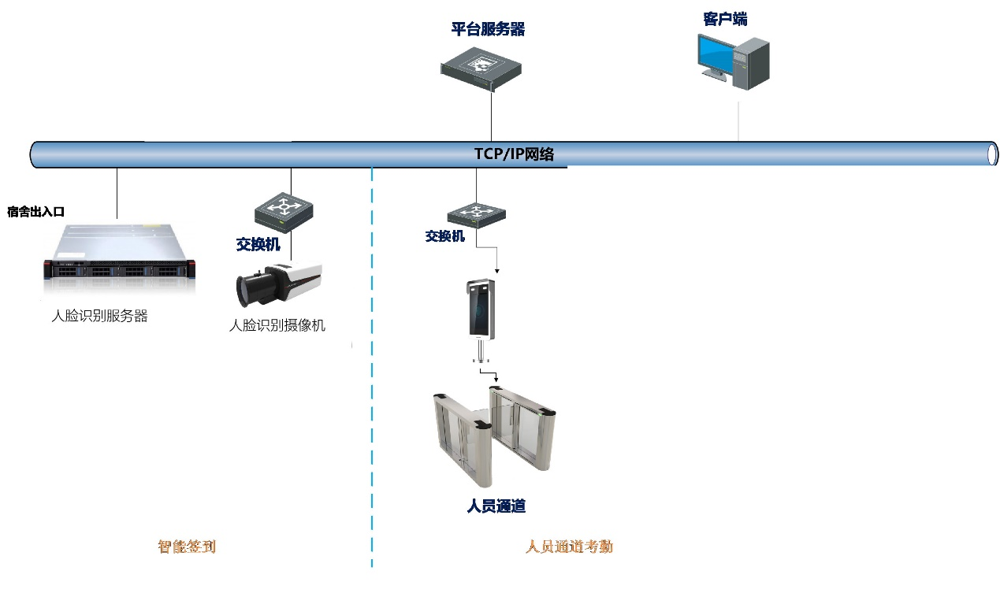 平台服务器
客户端
TCP/IP网络
宿舍出入口
交换机
交换机
人脸识别服务器
人脸识别摄像机
人员通道
智能签到
人员通道考勤